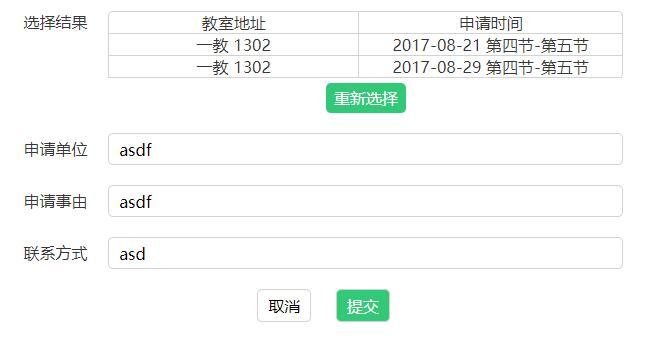 选择结果 教室地址 申请时间
一教 1302 2017-08-21 第四节-第五节
一教 1302 2017-08-29 第四节-第五节
重新选择
申请单位 asdf
申请事由 asdf
联系方式 asd
取消 提交